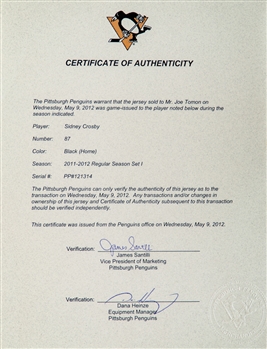 CERTIFICATE OF AUTHENTICITY
The Pittsburgh Penguins warrant that the jersey sold to Mr. Joe Tomon on
Wednesday, May 9, 2012 was game-issued to the player noted below during the
season indicated.
Player: Sidney Crosby
Number: 87
Color: Black (Home)
Season: 2011-2012 Regular Season Set I
Serial #: PP#121314
The Pittsburgh Penguins can only verify the authenticity of this jersey as to the
transaction on Wednesday, May 9, 2012. Any transactions and/or changes in
ownership of this jersey and Certificate of Authenticity subsequent to this transaction
should be verified independently.
This certificate was issued from the Penguins office on Wednesday, May 9, 2012.
Verification:
James Santilli
Vice President of Marketing
Pittsburgh Penguins
Verification:
Dana Heinze
Equipment Manager
Pittsburgh Penguins